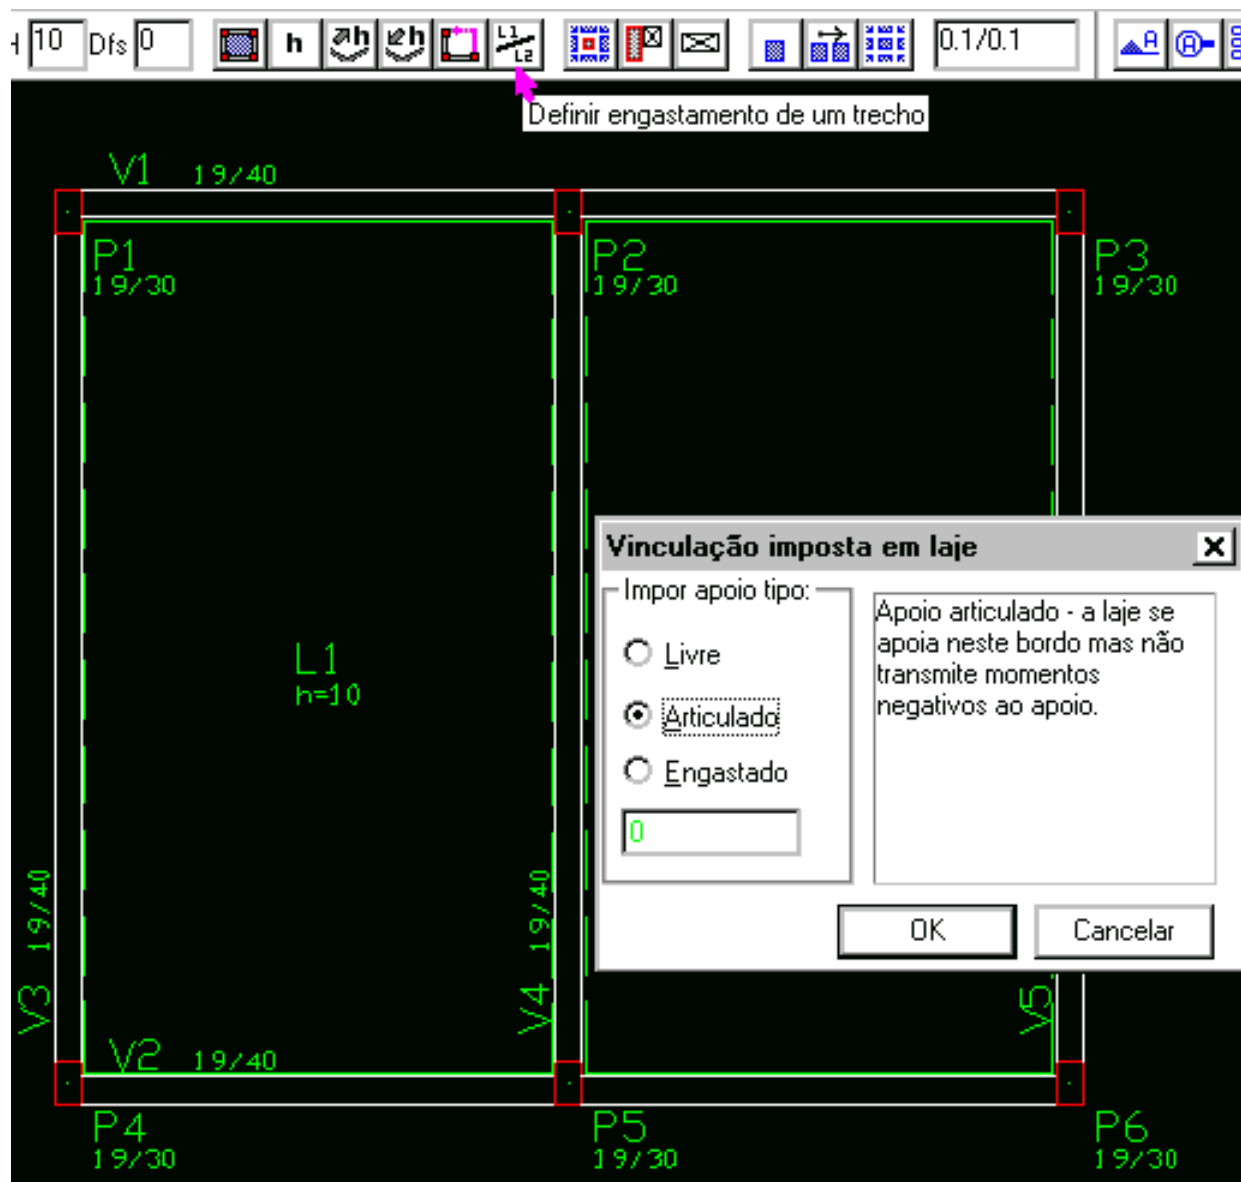 10 Dfs 0 h h h L1 L2 0.1/0.1 A A
Definir engastamento de um trecho
V1 19/40
P1
19/30
P2
19/30
P3
19/30
Vinculação imposta em laje
Impor apoio tipo:
Livre
Articulado
Engastado
0
Apoio articulado - a laje se
apoia neste bordo mas não
transmite momentos
negativos ao apoio.
OK Cancelar
L1
h=10
V3 19/40
V4 19/40
V5
V2 19/40
P4
19/30
P5
19/30
P6
19/30